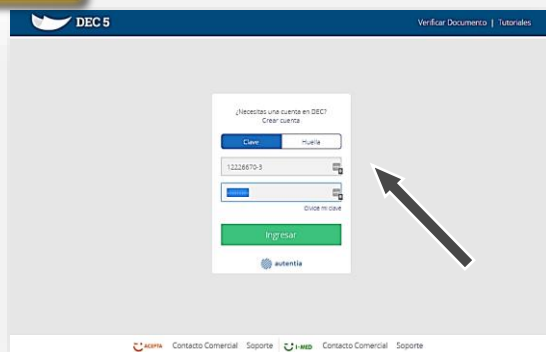 DEC 5
Verificar Documento | Tutoriales
¿Necesitas una cuenta en DEC?
Crear cuenta
Clave Huella
12226670-3
Olvidé mi clave
Ingresar
autentia
ACEPTA Contacto Comercial Soporte I-MED Contacto Comercial Soporte